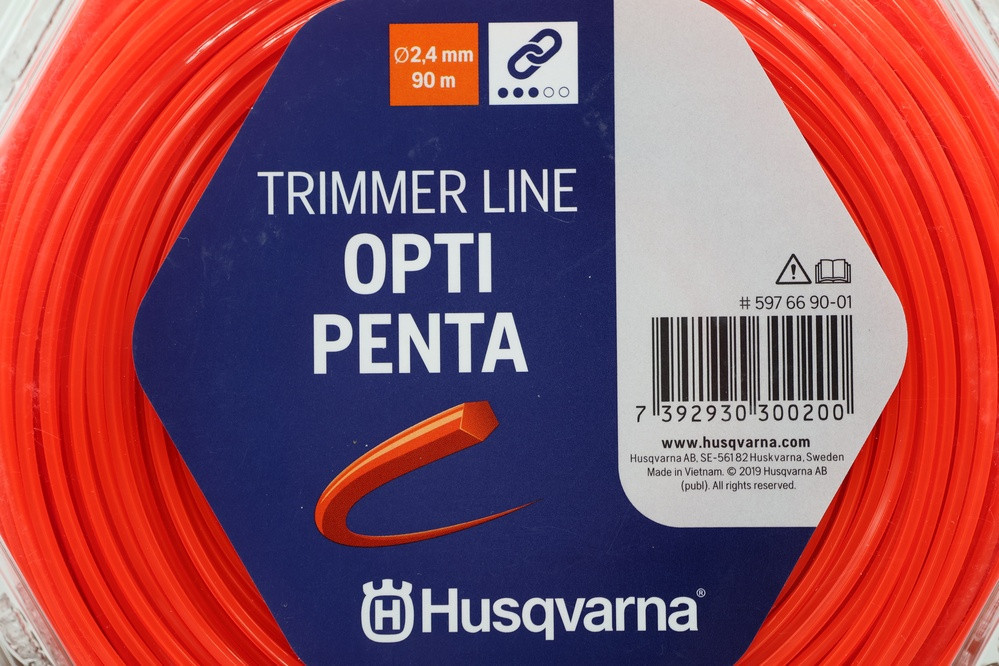 Ø2,4 mm
90 m
TRIMMER LINE
OPTI
PENTA
# 597 66 90-01
7 392930 300200
www.husqvarna.com
Husqvarna AB, SE-561 82 Huskvarna, Sweden
Made in Vietnam. © 2019 Husqvarna AB
(publ). All rights reserved.
H Husqvarna®